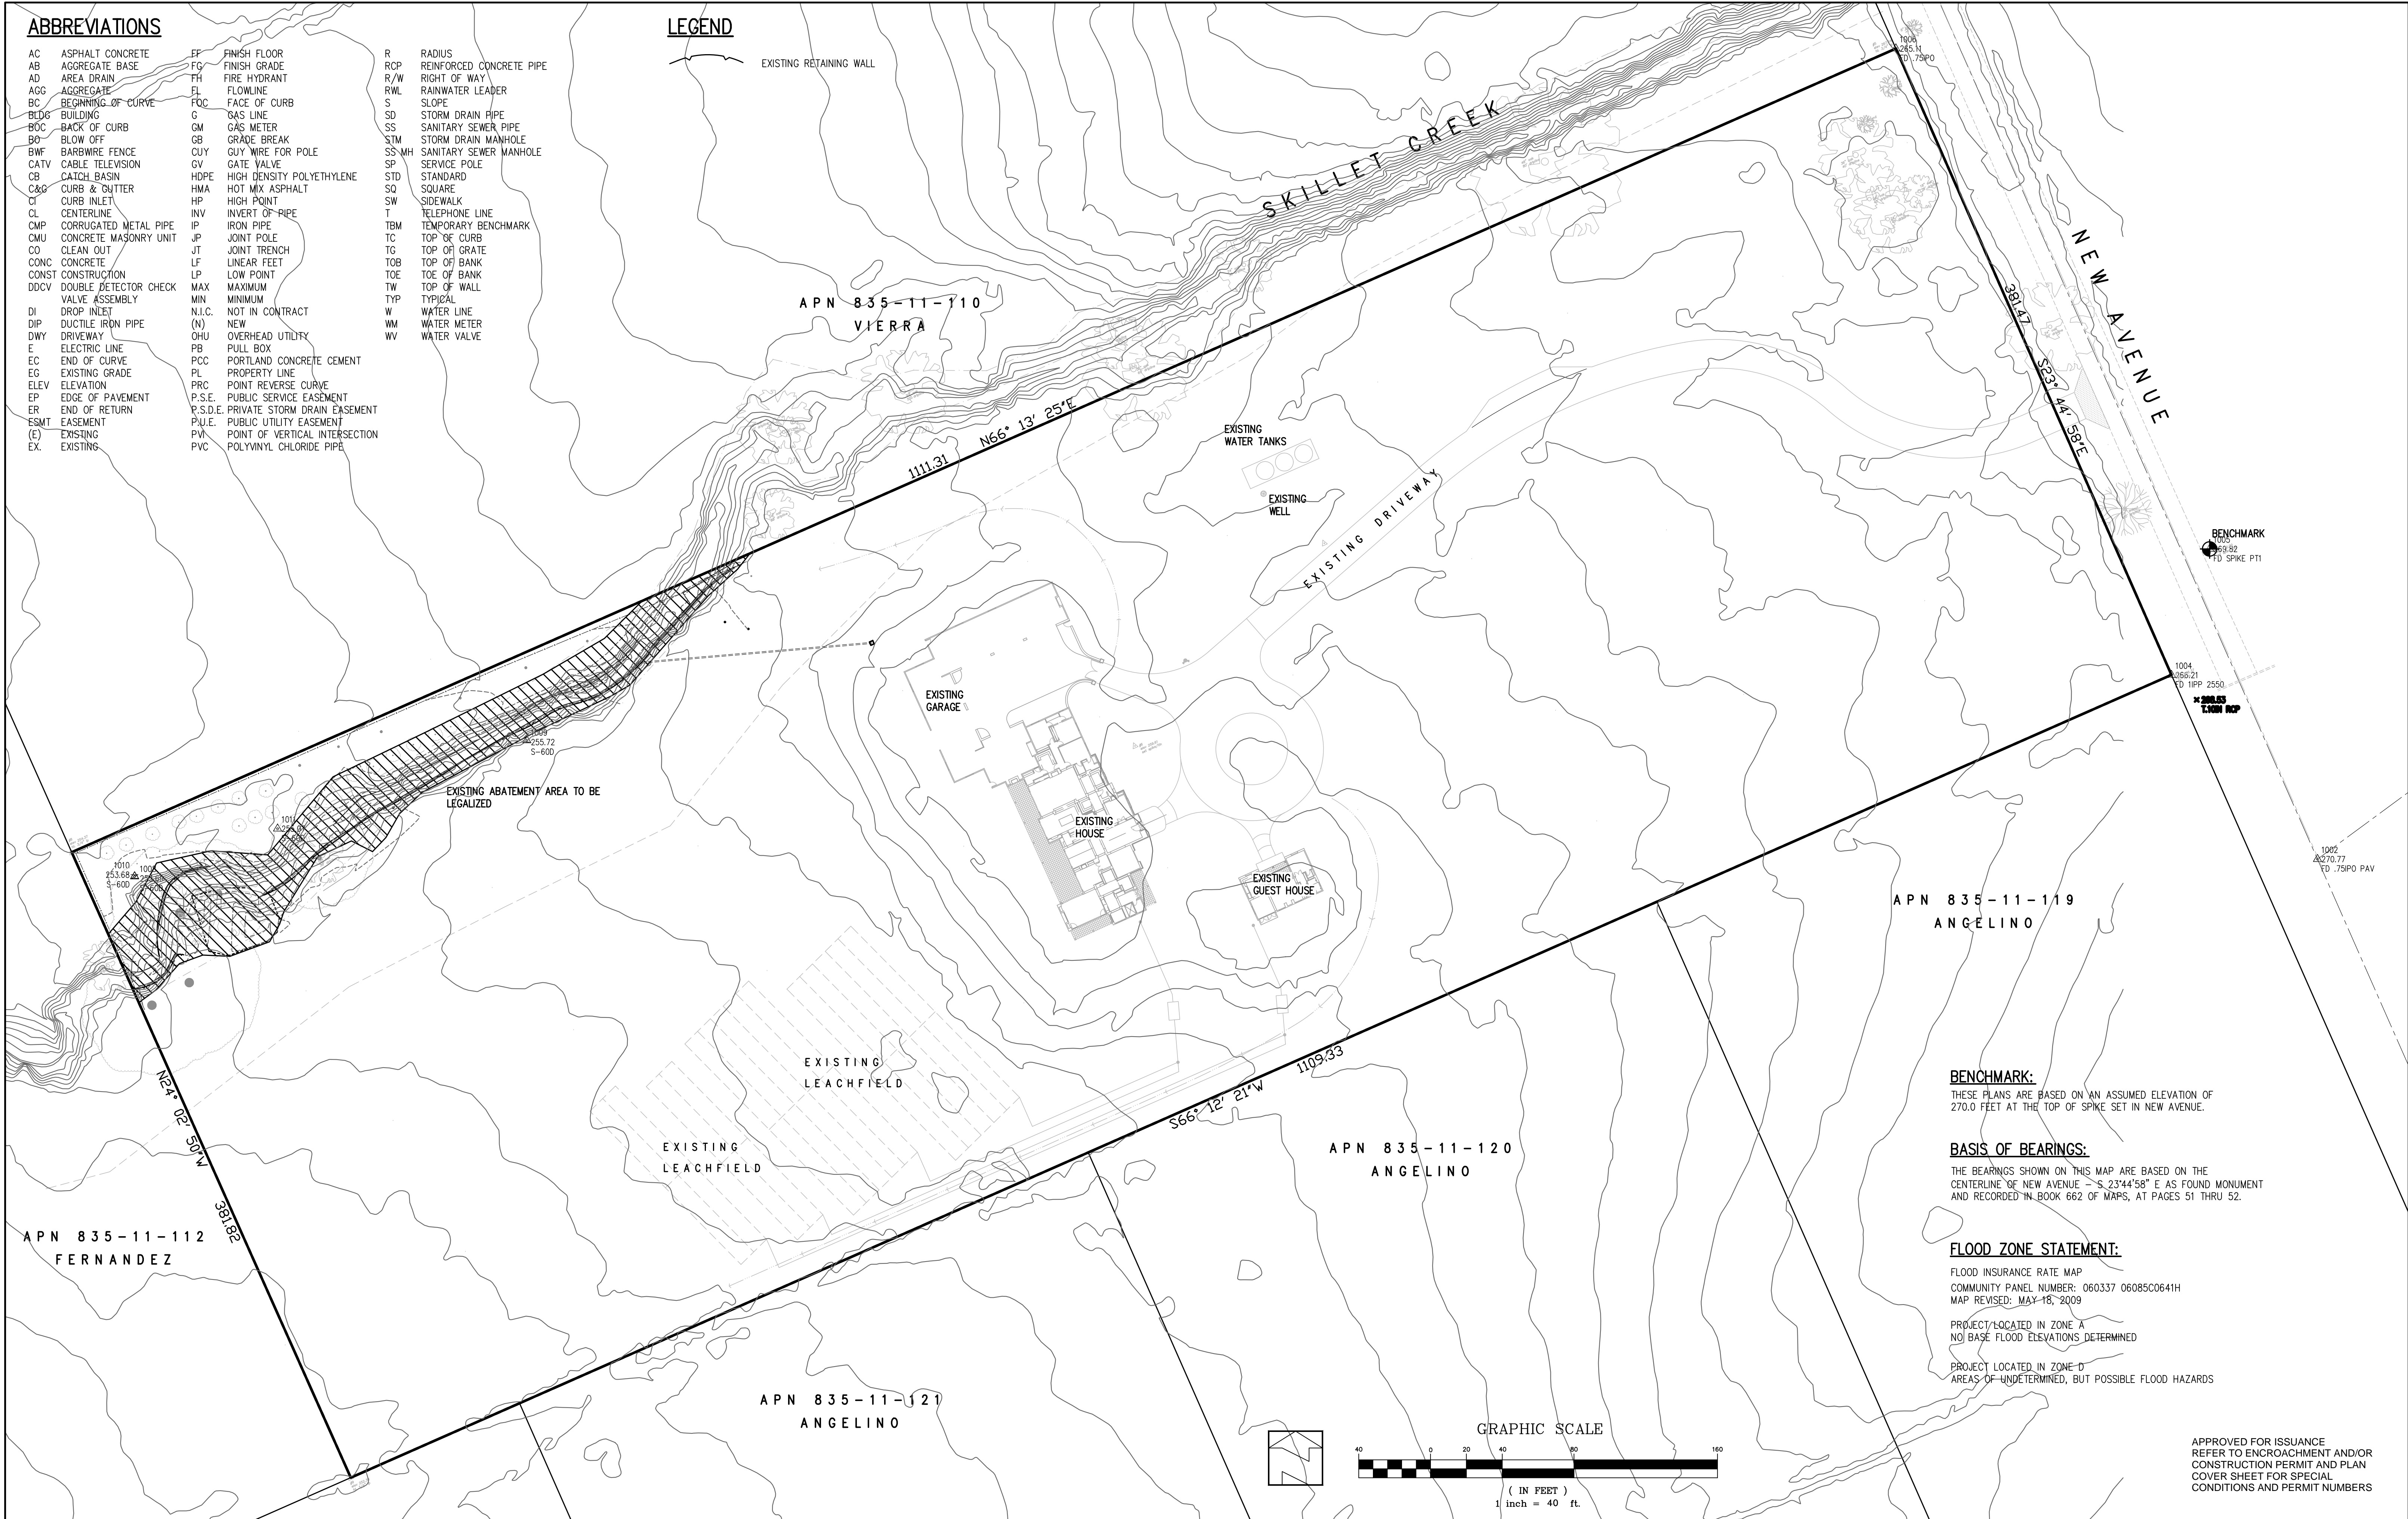 ABBREVIATIONS
AC ASPHALT CONCRETE
AB AGGREGATE BASE
AD AREA DRAIN
AGG AGGREGATE
BC BEGINNING OF CURVE
BLDG BUILDING
BOC BACK OF CURB
BO BLOW OFF
BWF BARBWIRE FENCE
CATV CABLE TELEVISION
CB CATCH BASIN
C&G CURB & GUTTER
CI CURB INLET
CL CENTERLINE
CMP CORRUGATED METAL PIPE
CMU CONCRETE MASONRY UNIT
CO CLEAN OUT
CONC CONCRETE
CONST CONSTRUCTION
DDCV DOUBLE DETECTOR CHECK
VALVE ASSEMBLY
DI DROP INLET
DIP DUCTILE IRON PIPE
DWY DRIVEWAY
E ELECTRIC LINE
EC END OF CURVE
EG EXISTING GRADE
ELEV ELEVATION
EP EDGE OF PAVEMENT
ER END OF RETURN
ESMT EASEMENT
(E) EXISTING
EX. EXISTING
FF FINISH FLOOR
FG FINISH GRADE
FH FIRE HYDRANT
FL FLOWLINE
FOC FACE OF CURB
G GAS LINE
GM GAS METER
GB GRADE BREAK
CUY GUY WIRE FOR POLE
GV GATE VALVE
HDPE HIGH DENSITY POLYETHYLENE
HMA HOT MIX ASPHALT
HP HIGH POINT
INV INVERT OF PIPE
IP IRON PIPE
JP JOINT POLE
JT JOINT TRENCH
LF LINEAR FEET
LP LOW POINT
MAX MAXIMUM
MIN MINIMUM
N.I.C. NOT IN CONTRACT
(N) NEW
OHU OVERHEAD UTILITY
PB PULL BOX
PCC PORTLAND CONCRETE CEMENT
PL PROPERTY LINE
PRC POINT REVERSE CURVE
P.S.E. PUBLIC SERVICE EASEMENT
P.S.D.E. PRIVATE STORM DRAIN EASEMENT
P.U.E. PUBLIC UTILITY EASEMENT
PVI POINT OF VERTICAL INTERSECTION
PVC POLYVINYL CHLORIDE PIPE
R RADIUS
RCP REINFORCED CONCRETE PIPE
R/W RIGHT OF WAY
RWL RAINWATER LEADER
S SLOPE
SD STORM DRAIN PIPE
SS SANITARY SEWER PIPE
STM STORM DRAIN MANHOLE
SS MH SANITARY SEWER MANHOLE
SP SERVICE POLE
STD STANDARD
SQ SQUARE
SW SIDEWALK
T TELEPHONE LINE
TBM TEMPORARY BENCHMARK
TC TOP OF CURB
TG TOP OF GRATE
TOB TOP OF BANK
TOE TOE OF BANK
TW TOP OF WALL
TYP TYPICAL
W WATER LINE
WM WATER METER
WV WATER VALVE
LEGEND
EXISTING RETAINING WALL
1006
265.11
FD .75IPO
SKILLET CREEK
NEW AVENUE
APN 835-11-110
VIERRA
381.47
S23° 44' 58"E
N66° 13' 25"E
1111.31
EXISTING
WATER TANKS
EXISTING
WELL
EXISTING DRIVEWAY
BENCHMARK
1005
FD SPIKE PT1
1004
FD 1IPP 2550
T.10IN RCP
EXISTING
GARAGE
1009
255.72
S-60D
EXISTING ABATEMENT AREA TO BE
LEGALIZED
EXISTING
HOUSE
EXISTING
GUEST HOUSE
1010
253.68
S-60D
1002
270.77
FD .75IPO PAV
APN 835-11-119
ANGELINO
EXISTING
LEACHFIELD
EXISTING
LEACHFIELD
1109.33
S66° 12' 21"W
N24° 02' 50"W
381.82
APN 835-11-120
ANGELINO
APN 835-11-112
FERNANDEZ
APN 835-11-121
ANGELINO
BENCHMARK:
THESE PLANS ARE BASED ON AN ASSUMED ELEVATION OF
270.0 FEET AT THE TOP OF SPIKE SET IN NEW AVENUE.
BASIS OF BEARINGS:
THE BEARINGS SHOWN ON THIS MAP ARE BASED ON THE
CENTERLINE OF NEW AVENUE – S 23°44'58" E AS FOUND MONUMENT
AND RECORDED IN BOOK 662 OF MAPS, AT PAGES 51 THRU 52.
FLOOD ZONE STATEMENT:
FLOOD INSURANCE RATE MAP
COMMUNITY PANEL NUMBER: 060337 06085C0641H
MAP REVISED: MAY 18, 2009
PROJECT LOCATED IN ZONE A
NO BASE FLOOD ELEVATIONS DETERMINED
PROJECT LOCATED IN ZONE D
AREAS OF UNDETERMINED, BUT POSSIBLE FLOOD HAZARDS
GRAPHIC SCALE
40 0 20 40 80 160
( IN FEET )
1 inch = 40 ft.
APPROVED FOR ISSUANCE
REFER TO ENCROACHMENT AND/OR
CONSTRUCTION PERMIT AND PLAN
COVER SHEET FOR SPECIAL
CONDITIONS AND PERMIT NUMBERS